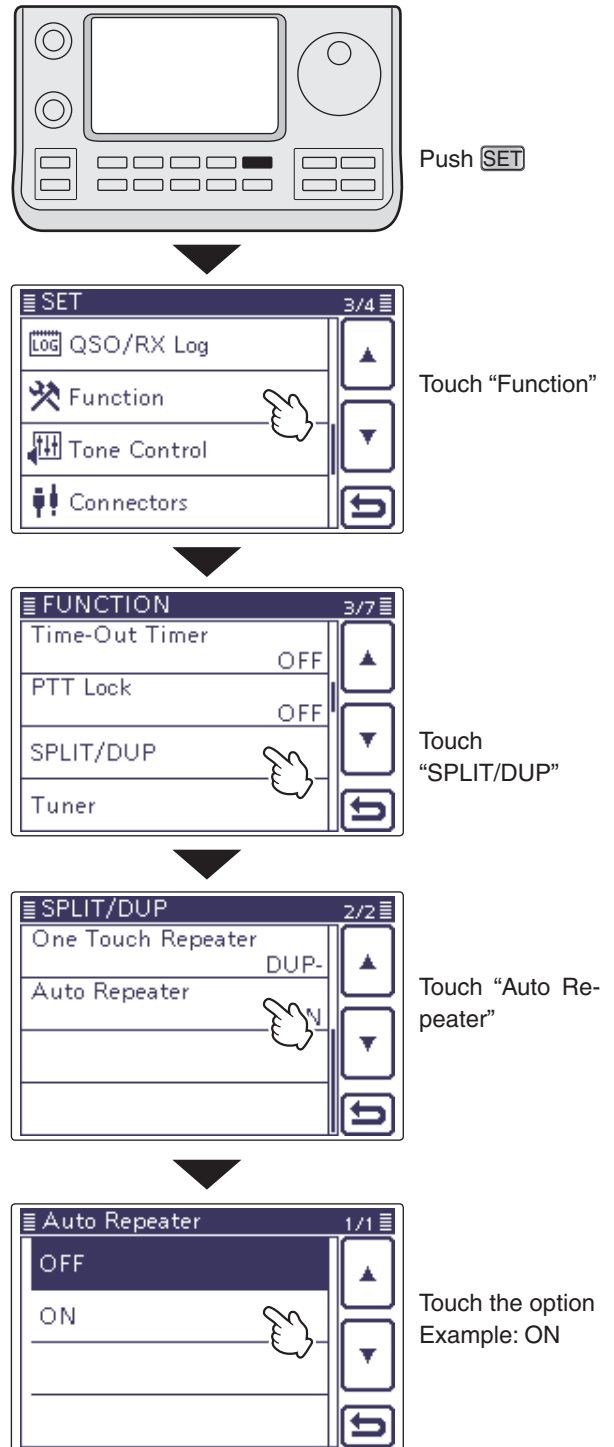 Push SET
SET 3/4
LOG QSO/RX Log
Function
Tone Control
Connectors
Touch “Function”
FUNCTION 3/7
Time-Out Timer
OFF
PTT Lock
OFF
SPLIT/DUP
Tuner
Touch
“SPLIT/DUP”
SPLIT/DUP 2/2
One Touch Repeater
DUP-
Auto Repeater
Touch “Auto Re-
peater”
Auto Repeater 1/1
OFF
ON
Touch the option
Example: ON